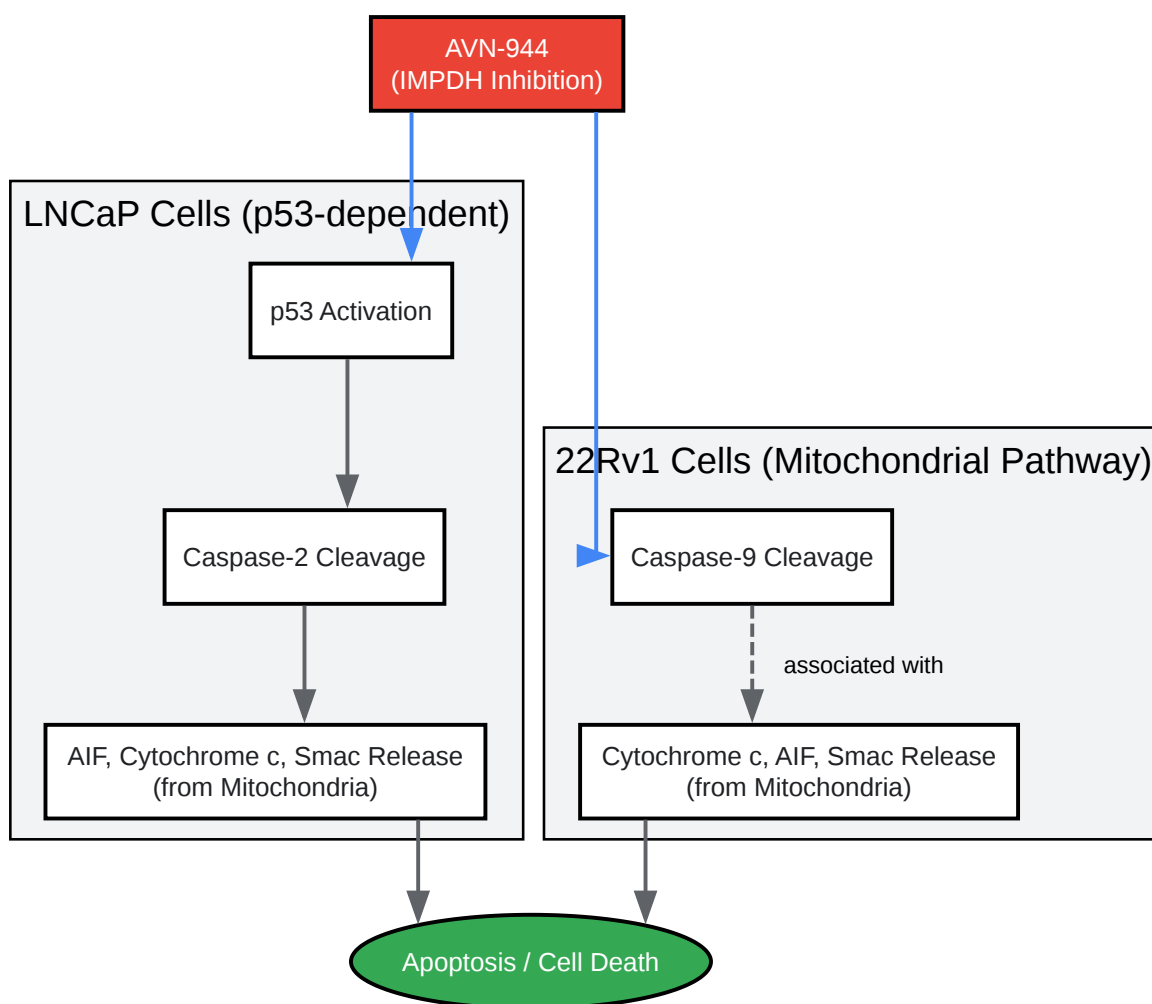 AVN-944
(IMPDH Inhibition)
LNCaP Cells (p53-dependent)
p53 Activation
Caspase-2 Cleavage
AIF, Cytochrome c, Smac Release
(from Mitochondria)
22Rv1 Cells (Mitochondrial Pathway)
Caspase-9 Cleavage
associated with
Cytochrome c, AIF, Smac Release
(from Mitochondria)
Apoptosis / Cell Death